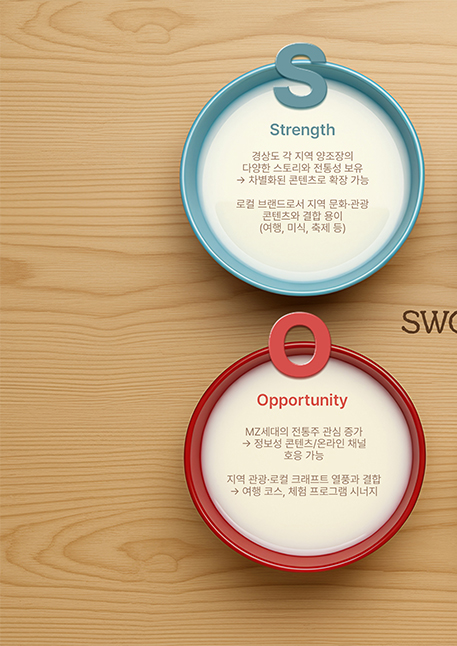 S
Strength
경상도 각 지역 양조장의
다양한 스토리와 전통성 보유
→ 차별화된 콘텐츠로 확장 가능
로컬 브랜드로서 지역 문화·관광
콘텐츠와 결합 용이
(여행, 미식, 축제 등)
SWO
O
Opportunity
MZ세대의 전통주 관심 증가
→ 정보성 콘텐츠/온라인 채널
호응 가능
지역 관광·로컬 크래프트 열풍과 결합
→ 여행 코스, 체험 프로그램 시너지